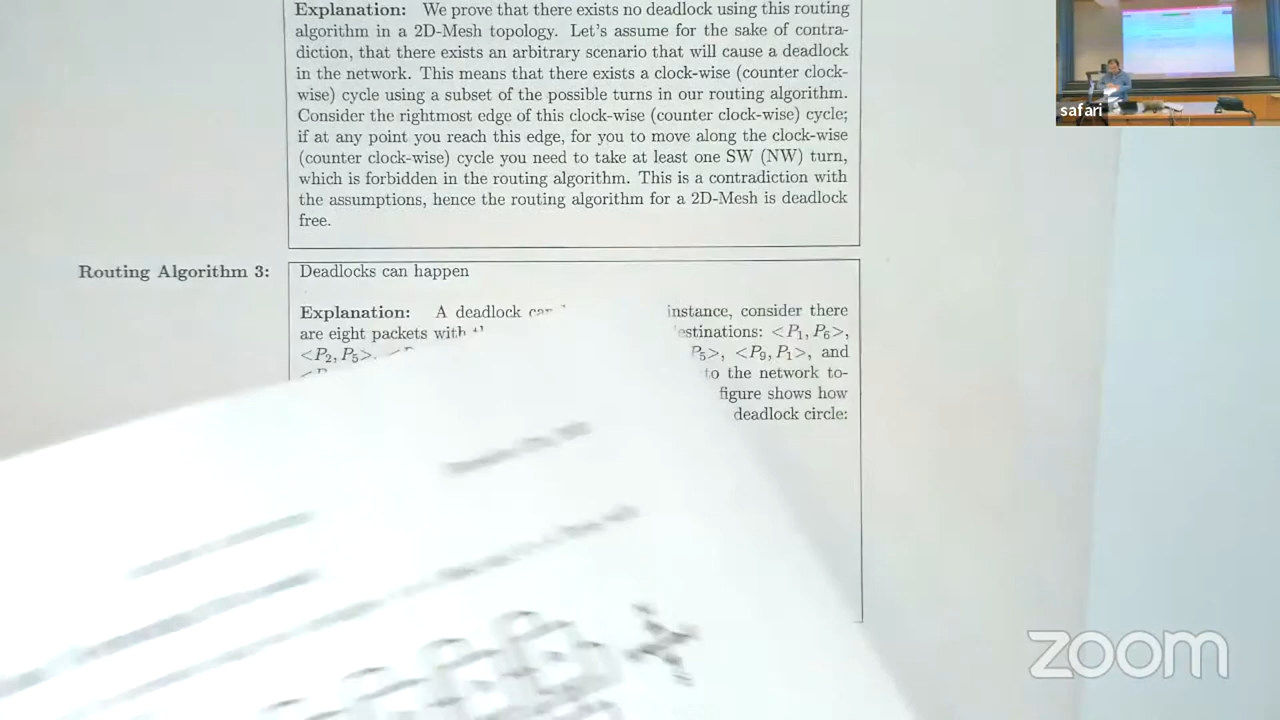 Explanation: We prove that there exists no deadlock using this routing
algorithm in a 2D-Mesh topology. Let's assume for the sake of contra-
diction, that there exists an arbitrary scenario that will cause a deadlock
in the network. This means that there exists a clock-wise (counter clock-
wise) cycle using a subset of the possible turns in our routing algorithm.
Consider the rightmost edge of this clock-wise (counter clock-wise) cycle;
if at any point you reach this edge, for you to move along the clock-wise
(counter clock-wise) cycle you need to take at least one SW (NW) turn,
which is forbidden in the routing algorithm. This is a contradiction with
the assumptions, hence the routing algorithm for a 2D-Mesh is deadlock
free.
Routing Algorithm 3: Deadlocks can happen
Explanation: A deadlock instance, consider there
are eight packets with <P1, P6>,
<P2, P5>. P5>, <P9, P1>, and
to the network to-
figure shows how
deadlock circle:
safari
zoom